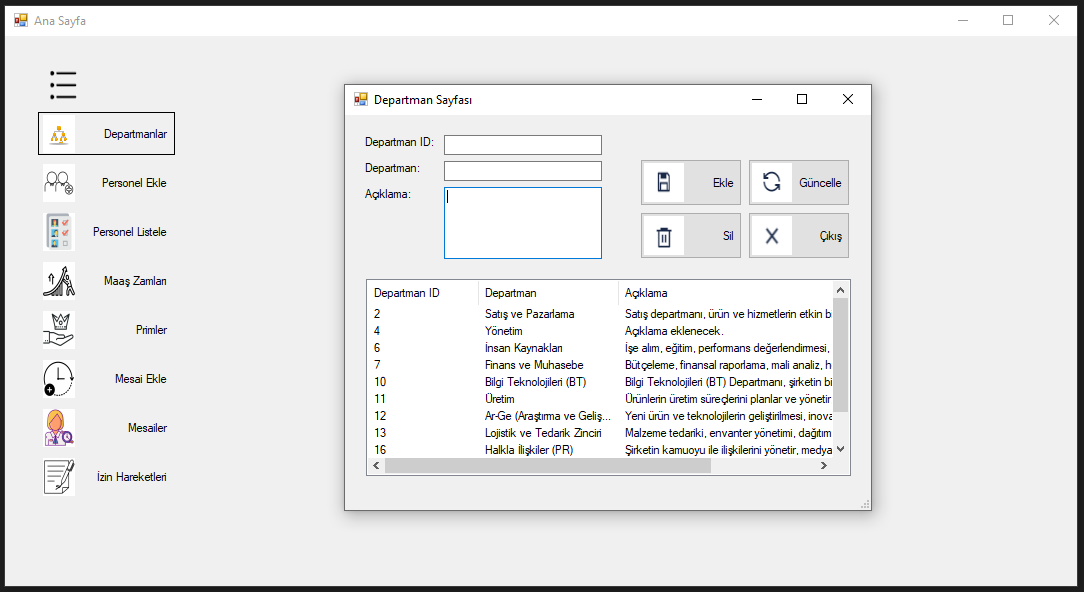 Ana Sayfa
Departmanlar
Personel Ekle
Personel Listele
Maaş Zamları
Primler
Mesai Ekle
Mesailer
İzin Hareketleri
Departman Sayfası
Departman ID:
Departman:
Açıklama:
Ekle
Güncelle
Sil
Çıkış
Departman ID Departman Açıklama
2 Satış ve Pazarlama Satış departmanı, ürün ve hizmetlerin etkin b
4 Yönetim Açıklama eklenecek.
6 İnsan Kaynakları İşe alım, eğitim, performans değerlendirmesi,
7 Finans ve Muhasebe Bütçeleme, finansal raporlama, mali analiz, h
10 Bilgi Teknolojileri (BT) Bilgi Teknolojileri (BT) Departmanı, şirketin bi
11 Üretim Ürünlerin üretim süreçlerini planlar ve yönetir
12 Ar-Ge (Araştırma ve Geliş... Yeni ürün ve teknolojilerin geliştirilmesi, inova
13 Lojistik ve Tedarik Zinciri Malzeme tedariki, envanter yönetimi, dağıtım
16 Halkla İlişkiler (PR) Şirketin kamuoyu ile ilişkilerini yönetir, medya